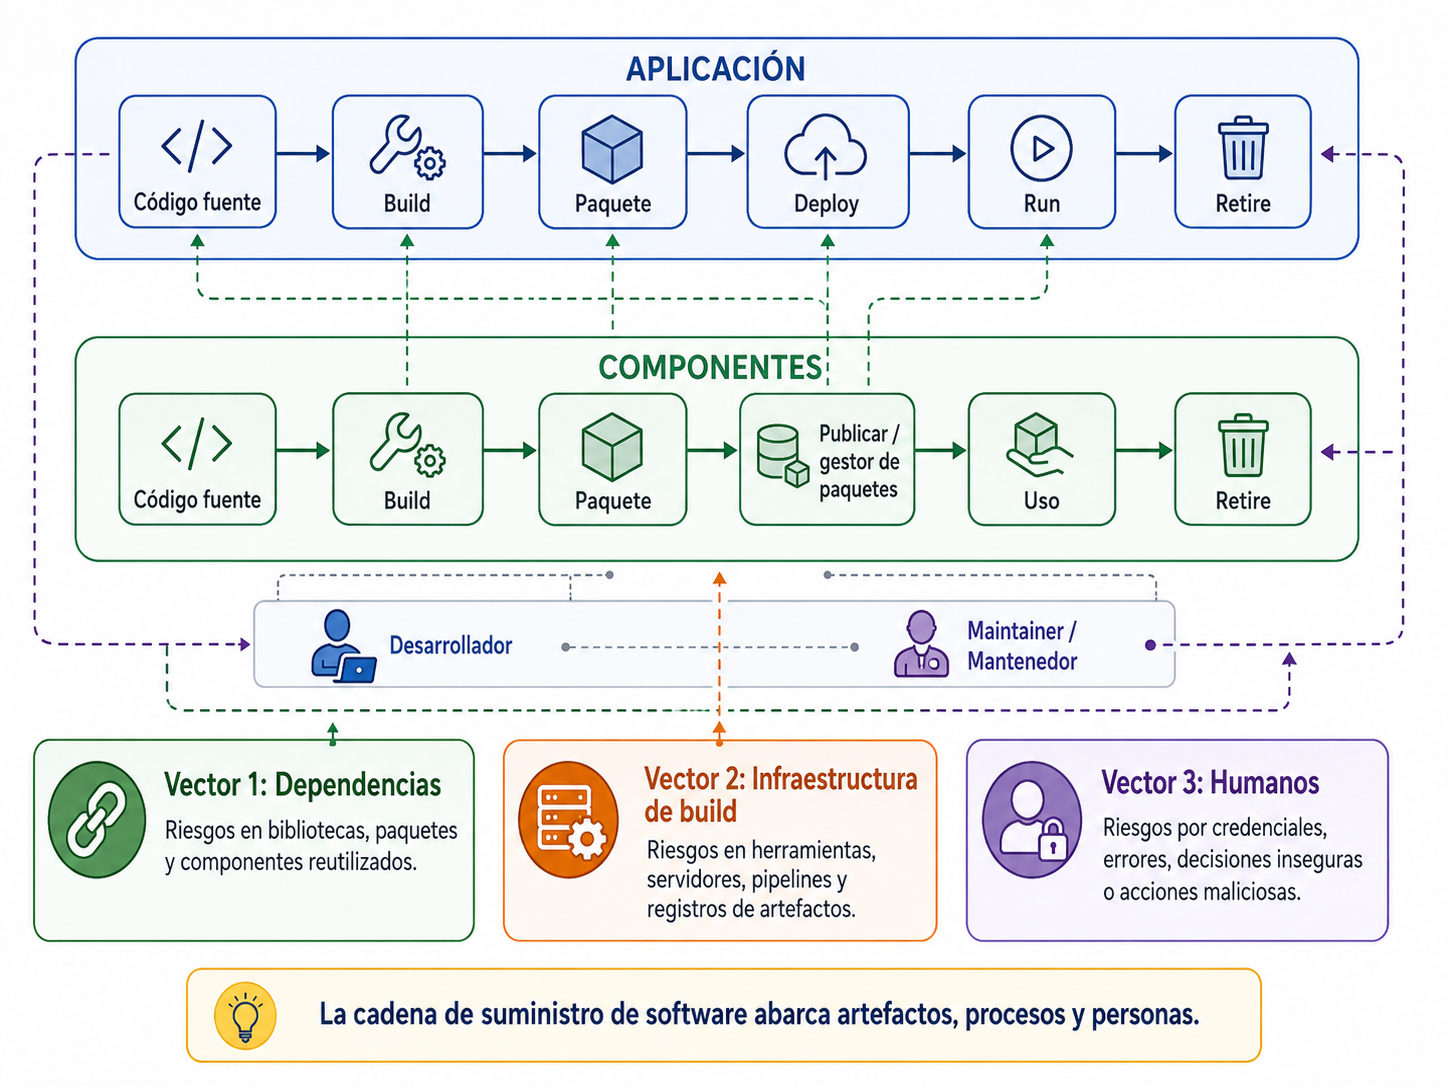 APLICACIÓN
Código fuente
Build
Paquete
Deploy
Run
Retire
COMPONENTES
Código fuente
Build
Paquete
Publicar /
gestor de
paquetes
Uso
Retire
Desarrollador
Maintainer /
Mantenedor
Vector 1: Dependencias
Riesgos en bibliotecas, paquetes
y componentes reutilizados.
Vector 2: Infraestructura
de build
Riesgos en herramientas,
servidores, pipelines y
registros de artefactos.
Vector 3: Humanos
Riesgos por credenciales,
errores, decisiones inseguras
o acciones maliciosas.
La cadena de suministro de software abarca artefactos, procesos y personas.